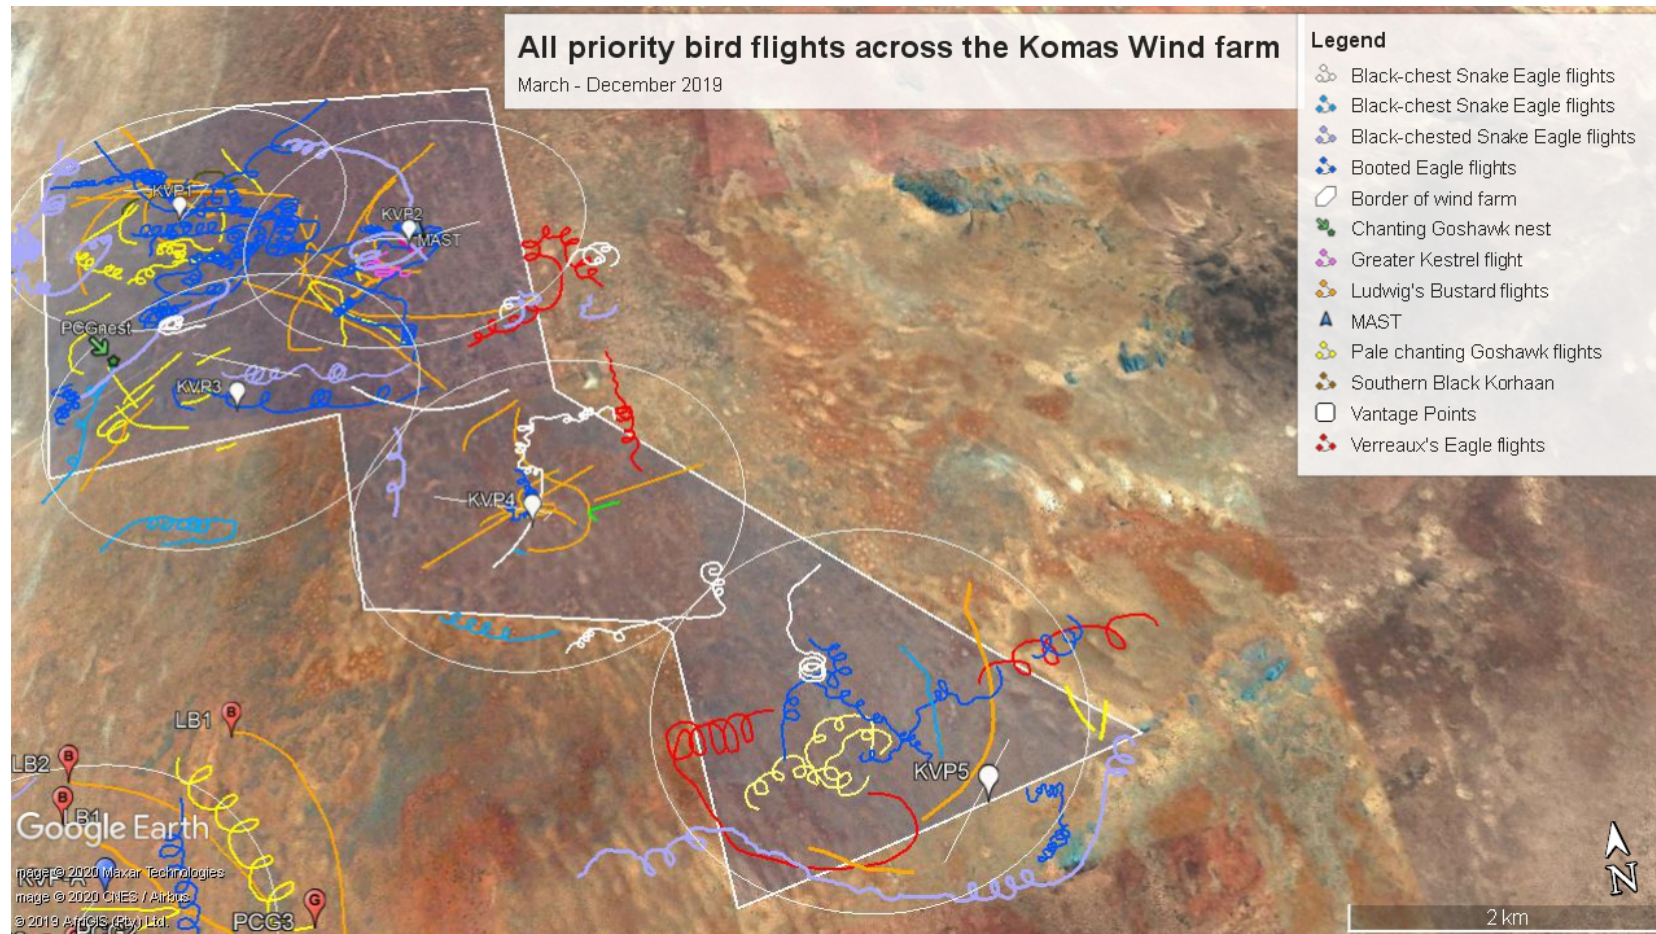 All priority bird flights across the Komas Wind farm
March - December 2019
Legend
Black-chest Snake Eagle flights
Black-chest Snake Eagle flights
Black-chested Snake Eagle flights
Booted Eagle flights
Border of wind farm
Chanting Goshawk nest
Greater Kestrel flight
Ludwig's Bustard flights
MAST
Pale chanting Goshawk flights
Southern Black Korhaan
Vantage Points
Verreaux's Eagle flights
KVP1
KVP2
MAST
PCGnest
KVP3
KVP4
KVP5
LB1
B
LB2
B
B
LB1
Google Earth
mage © 2020 Maxar Technologies
mage © 2020 CNES / Airbus
© 2019 AfriGIS (Pty) Ltd.
PCG3
G
N
2 km